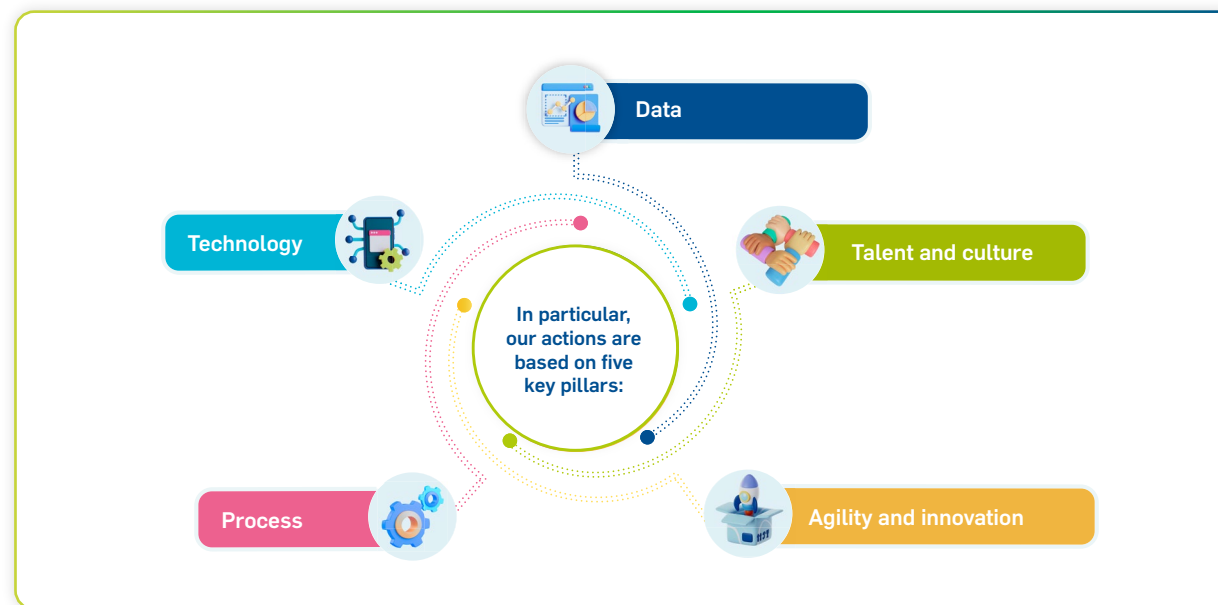 Data
Technology
Talent and culture
In particular,
our actions are
based on five
key pillars:
Process
Agility and innovation